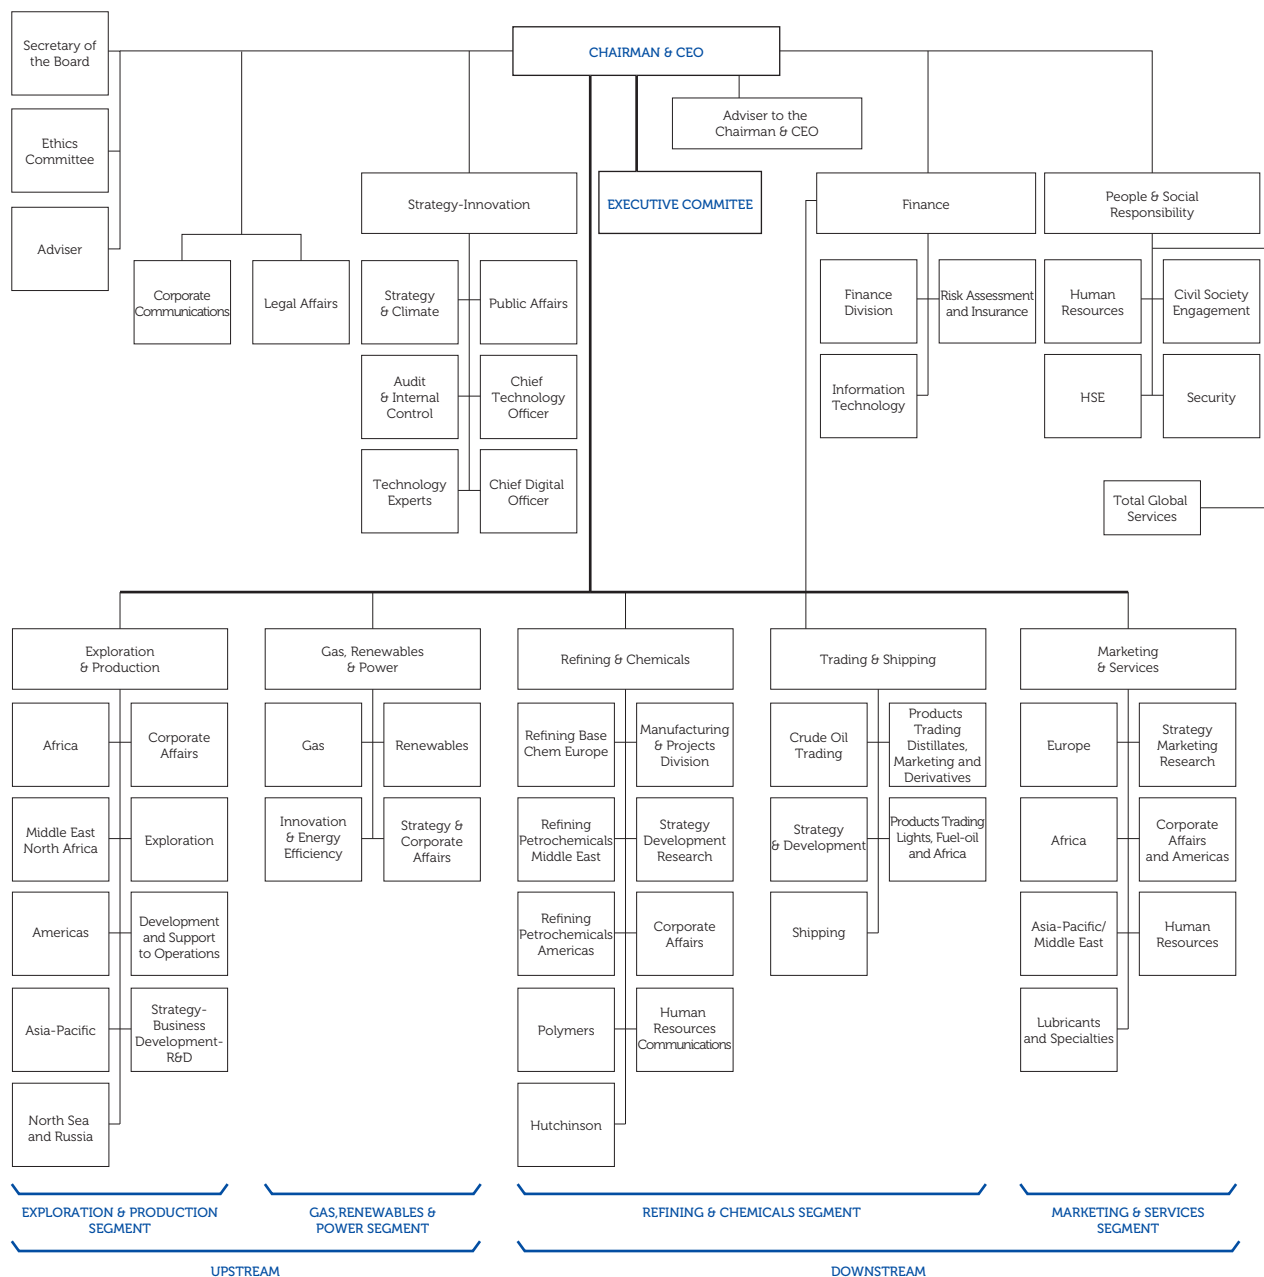 Secretary of
the Board
CHAIRMAN & CEO
Adviser to the
Chairman & CEO
Ethics
Committee
Adviser
Strategy-Innovation
EXECUTIVE COMMITEE
Finance
People & Social
Responsibility
Corporate
Communications
Legal Affairs
Strategy
& Climate
Public Affairs
Finance
Division
Risk Assessment
and Insurance
Human
Resources
Civil Society
Engagement
Audit
& Internal
Control
Chief
Technology
Officer
Information
Technology
HSE
Security
Technology
Experts
Chief Digital
Officer
Total Global
Services
Exploration
& Production
Gas, Renewables
& Power
Refining & Chemicals
Trading & Shipping
Marketing
& Services
Africa
Corporate
Affairs
Gas
Renewables
Refining Base
Chem Europe
Manufacturing
& Projects
Division
Crude Oil
Trading
Products
Trading
Distillates,
Marketing and
Derivatives
Europe
Strategy
Marketing
Research
Middle East
North Africa
Exploration
Innovation
& Energy
Efficiency
Strategy &
Corporate
Affairs
Refining
Petrochemicals
Middle East
Strategy
Development
Research
Strategy
& Development
Products Trading
Lights, Fuel-oil
and Africa
Africa
Corporate
Affairs
and Americas
Americas
Development
and Support
to Operations
Refining
Petrochemicals
Americas
Corporate
Affairs
Shipping
Asia-Pacific/
Middle East
Human
Resources
Asia-Pacific
Strategy-
Business
Development-
R&D
Polymers
Human
Resources
Communications
Lubricants
and Specialties
North Sea
and Russia
Hutchinson
EXPLORATION & PRODUCTION
SEGMENT
GAS,RENEWABLES &
POWER SEGMENT
REFINING & CHEMICALS SEGMENT
MARKETING & SERVICES
SEGMENT
UPSTREAM
DOWNSTREAM